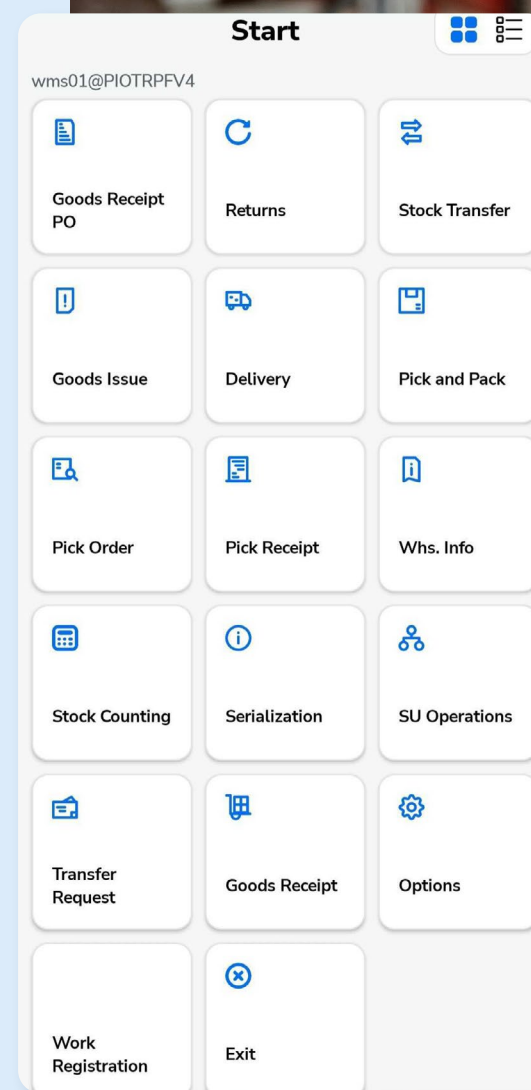 Start
wms01@PIOTRPFV4
Goods Receipt
PO
Returns
Stock Transfer
Goods Issue
Delivery
Pick and Pack
Pick Order
Pick Receipt
Whs. Info
Stock Counting
Serialization
SU Operations
Transfer
Request
Goods Receipt
Options
Work
Registration
Exit